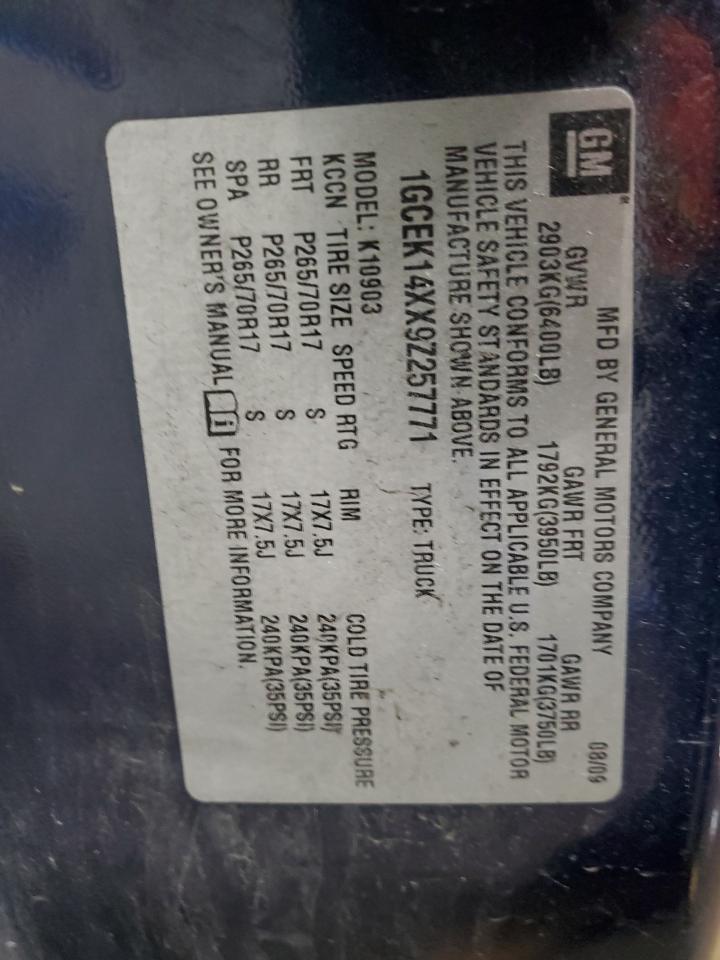 GM
MFD BY GENERAL MOTORS COMPANY 08/09
GVWR GAWR FRT GAWR RR
2903KG(6400LB) 1792KG(3950LB) 1701KG(3750LB)
THIS VEHICLE CONFORMS TO ALL APPLICABLE U.S. FEDERAL MOTOR
VEHICLE SAFETY STANDARDS IN EFFECT ON THE DATE OF
MANUFACTURE SHOWN ABOVE.
1GCEK14XX9Z257771 TYPE: TRUCK
MODEL: K10903
KCCN TIRE SIZE SPEED RTG RIM COLD TIRE PRESSURE
FRT P265/70R17 S 17X7.5J 240KPA(35PSI)
RR P265/70R17 S 17X7.5J 240KPA(35PSI)
SPA P265/70R17 S 17X7.5J 240KPA(35PSI)
SEE OWNER'S MANUAL i FOR MORE INFORMATION.